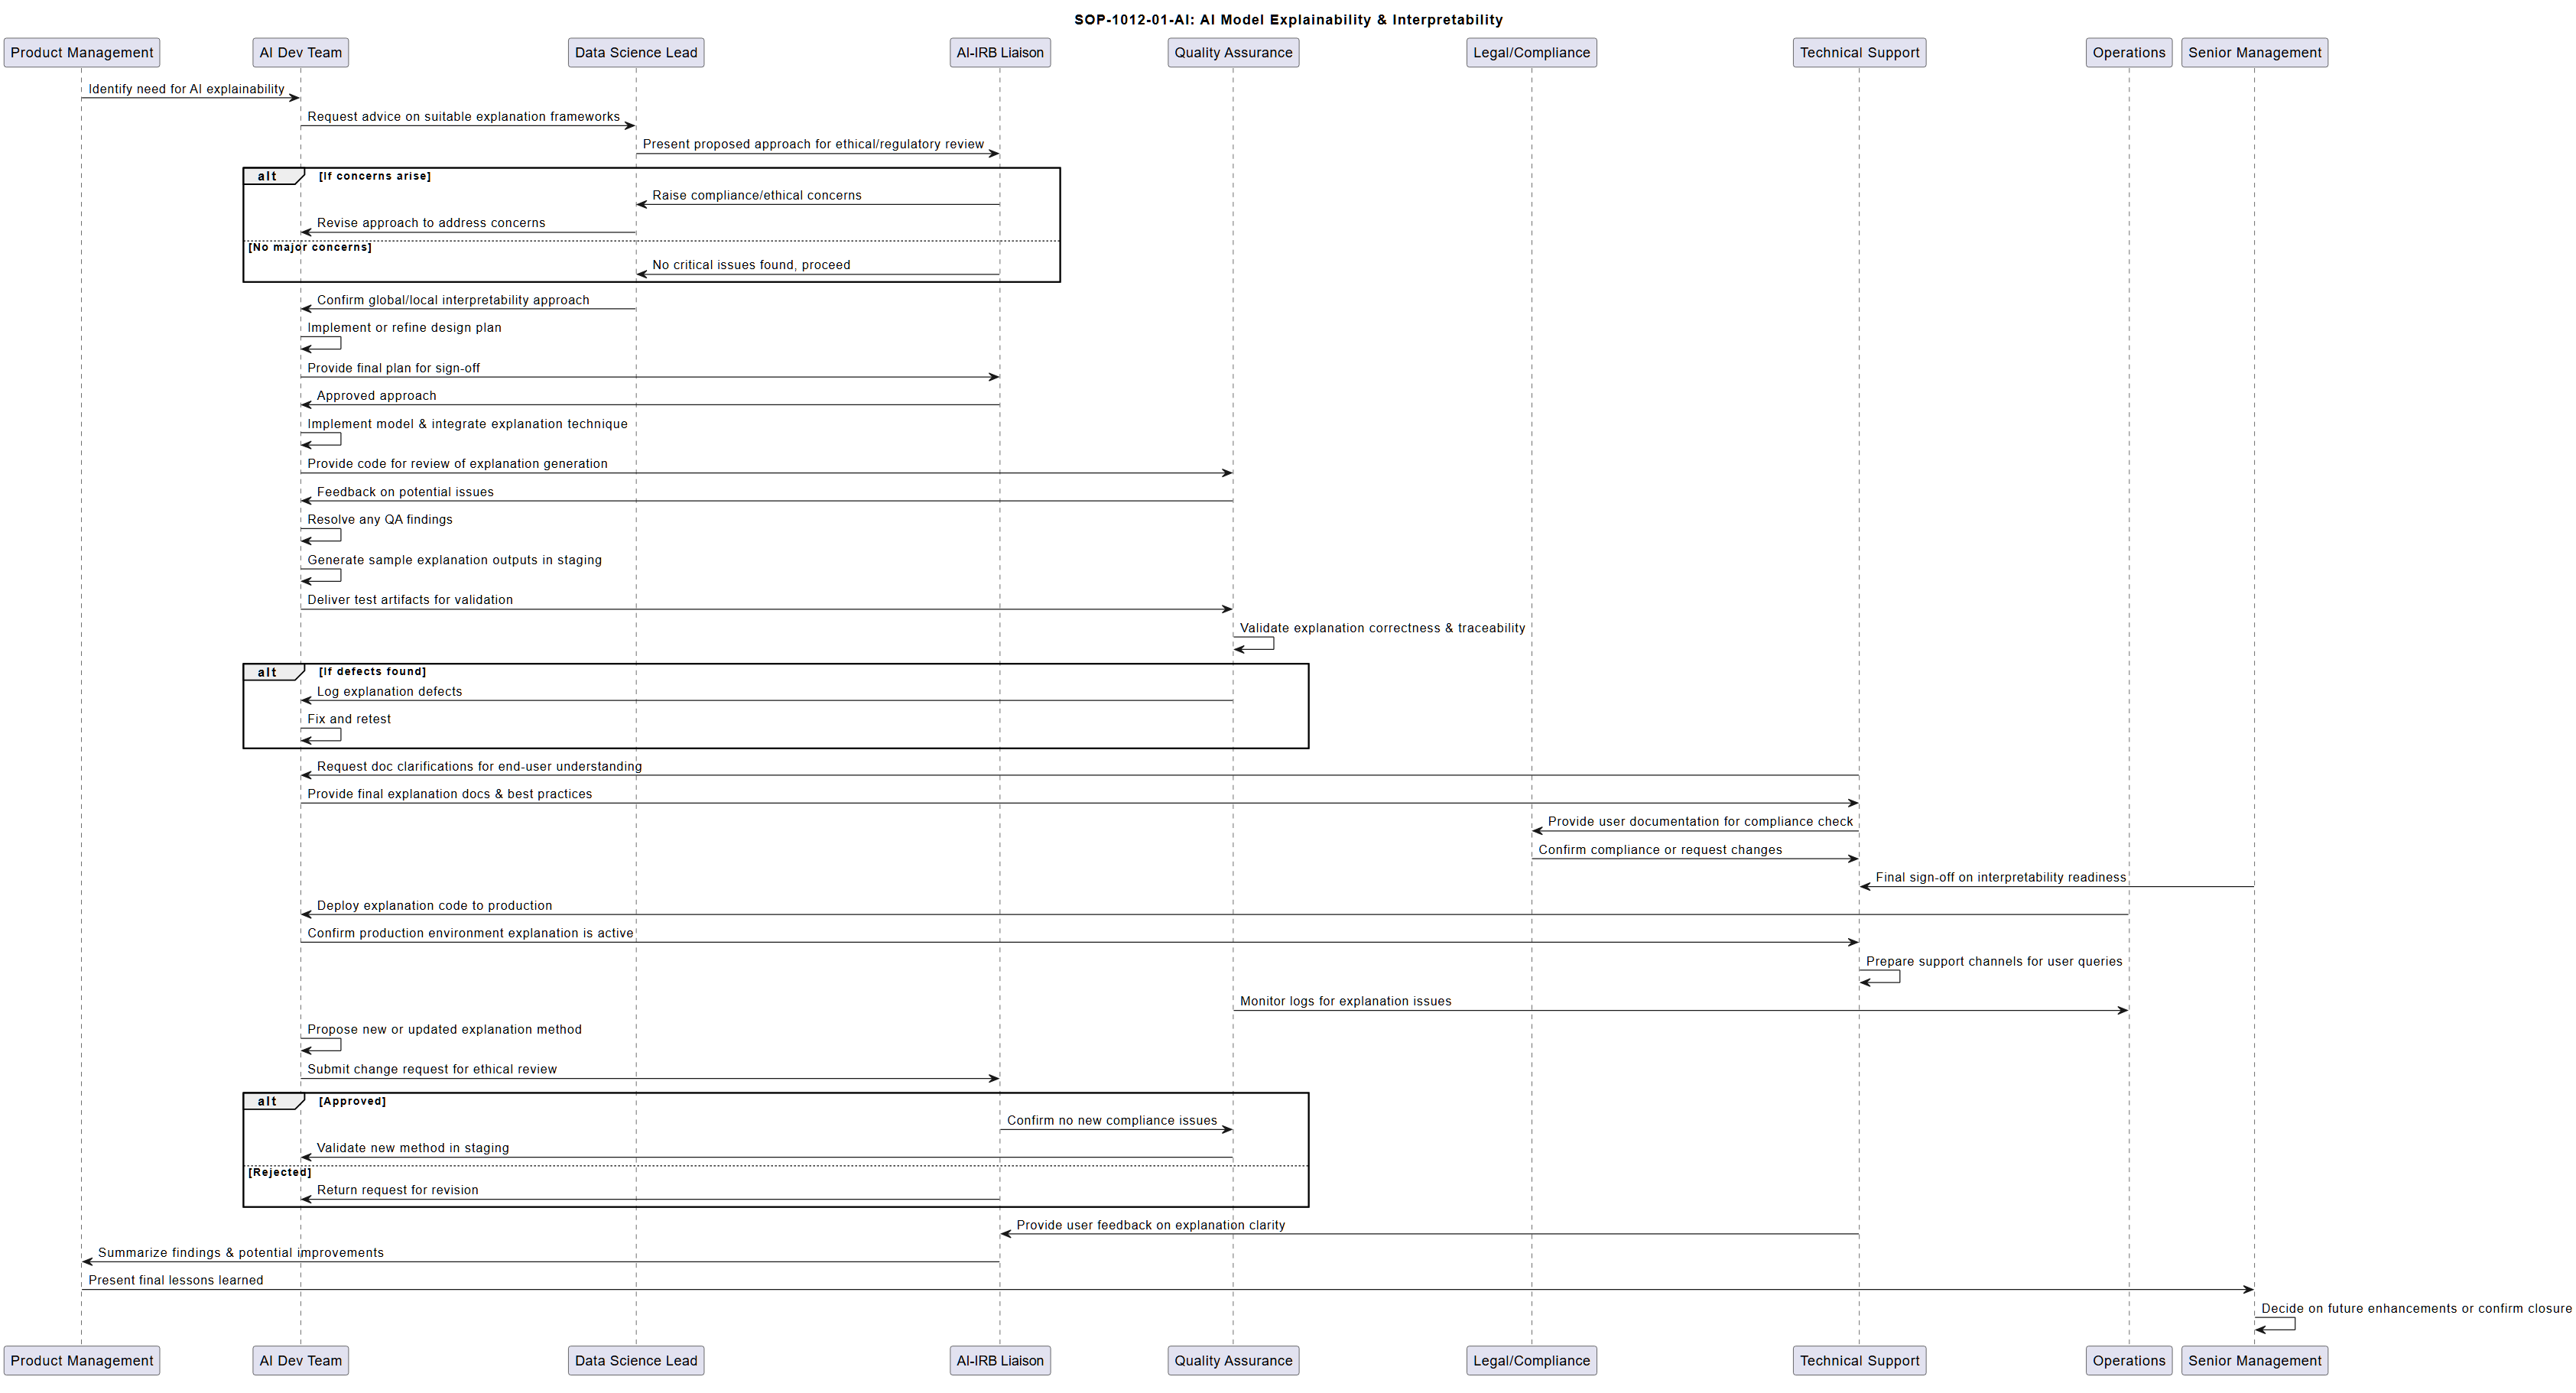 SOP-1012-01-AI: AI Model Explainability & Interpretability
Product Management
AI Dev Team
Data Science Lead
AI-IRB Liaison
Quality Assurance
Legal/Compliance
Technical Support
Operations
Senior Management
Identify need for AI explainability
Request advice on suitable explanation frameworks
Present proposed approach for ethical/regulatory review
alt
[If concerns arise]
Raise compliance/ethical concerns
Revise approach to address concerns
[No major concerns]
No critical issues found, proceed
Confirm global/local interpretability approach
Implement or refine design plan
Provide final plan for sign-off
Approved approach
Implement model & integrate explanation technique
Provide code for review of explanation generation
Feedback on potential issues
Resolve any QA findings
Generate sample explanation outputs in staging
Deliver test artifacts for validation
Validate explanation correctness & traceability
alt
[If defects found]
Log explanation defects
Fix and retest
Request doc clarifications for end-user understanding
Provide final explanation docs & best practices
Provide user documentation for compliance check
Confirm compliance or request changes
Final sign-off on interpretability readiness
Deploy explanation code to production
Confirm production environment explanation is active
Prepare support channels for user queries
Monitor logs for explanation issues
Propose new or updated explanation method
Submit change request for ethical review
alt
[Approved]
Confirm no new compliance issues
Validate new method in staging
[Rejected]
Return request for revision
Provide user feedback on explanation clarity
Summarize findings & potential improvements
Present final lessons learned
Decide on future enhancements or confirm closure
Product Management
AI Dev Team
Data Science Lead
AI-IRB Liaison
Quality Assurance
Legal/Compliance
Technical Support
Operations
Senior Management